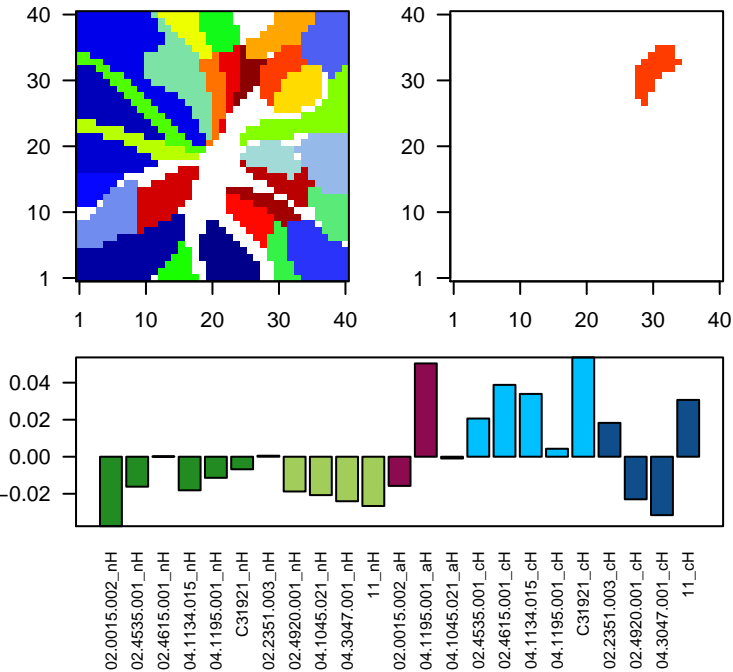 40
30
20
10
1
1 10 20 30 40
40
30
20
10
1
1 10 20 30 40
0.04
0.02
0.00
−0.02
02.0015.002_nH
02.4535.001_nH
02.4615.001_nH
04.1134.015_nH
04.1195.001_nH
C31921_nH
02.2351.003_nH
02.4920.001_nH
04.1045.021_nH
04.3047.001_nH
11_nH
02.0015.002_aH
04.1195.001_aH
04.1045.021_aH
02.4535.001_cH
02.4615.001_cH
04.1134.015_cH
04.1195.001_cH
C31921_cH
02.2351.003_cH
02.4920.001_cH
04.3047.001_cH
11_cH